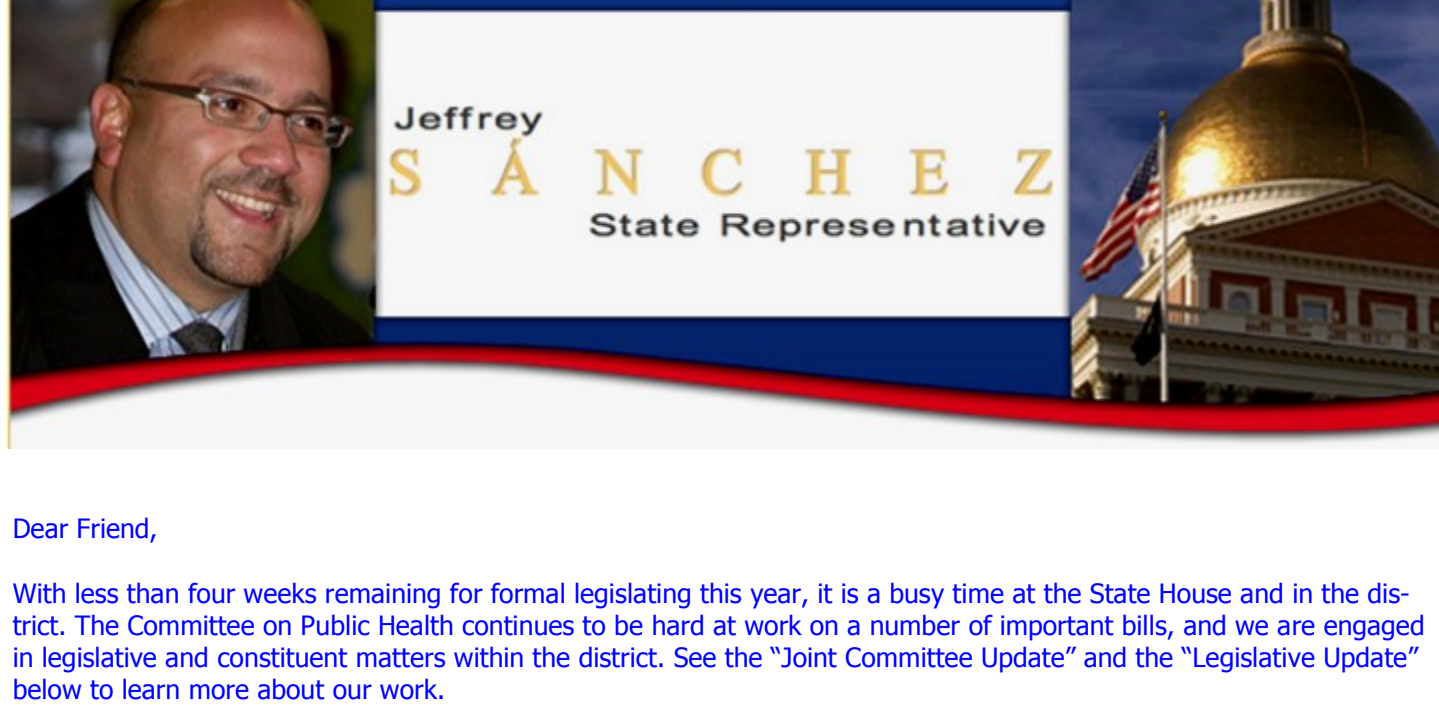 Jeffrey
SÁNCHEZ
State Representative
Dear Friend,
With less than four weeks remaining for formal legislating this year, it is a busy time at the State House and in the dis-
trict. The Committee on Public Health continues to be hard at work on a number of important bills, and we are engaged
in legislative and constituent matters within the district. See the “Joint Committee Update” and the “Legislative Update”
below to learn more about our work.